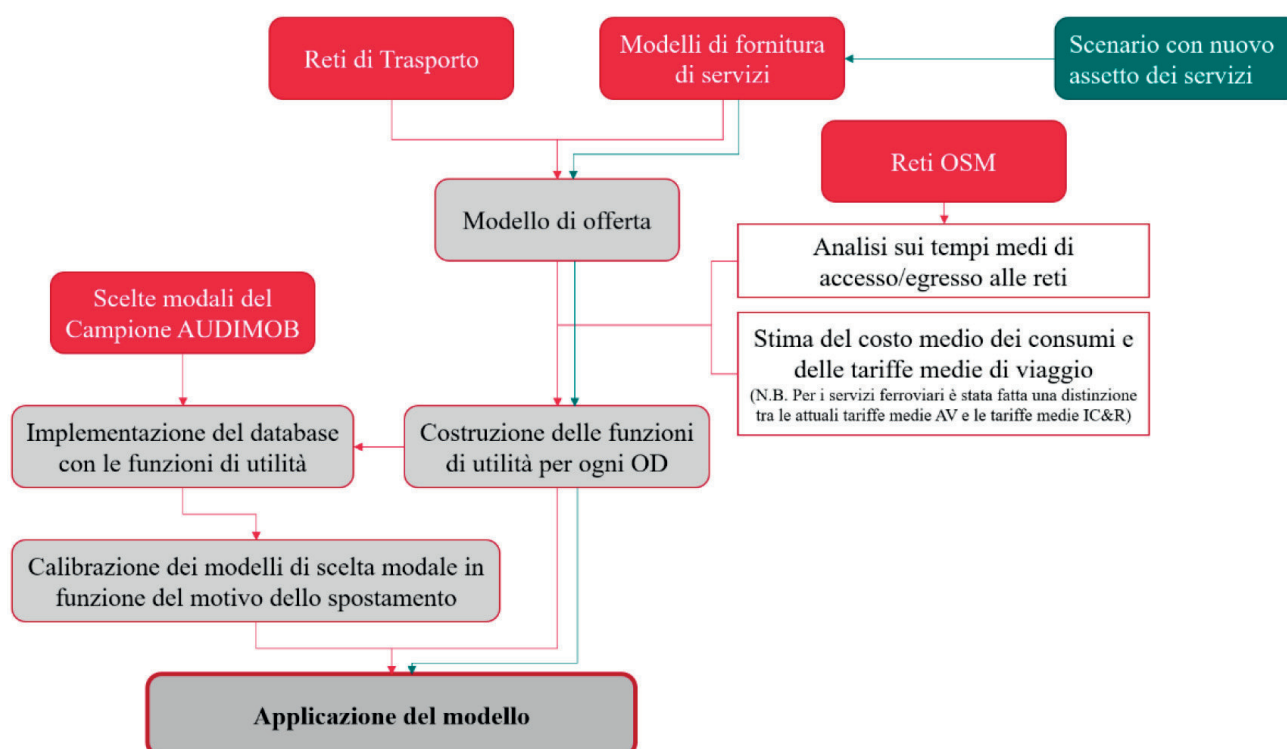 Reti di Trasporto
Modelli di fornitura
di servizi
Scenario con nuovo
assetto dei servizi
Reti OSM
Modello di offerta
Analisi sui tempi medi di
accesso/egresso alle reti
Scelte modali del
Campione AUDIMOB
Stima del costo medio dei consumi e
delle tariffe medie di viaggio
(N.B. Per i servizi ferroviari è stata fatta una distinzione
tra le attuali tariffe medie AV e le tariffe medie IC&R)
Implementazione del database
con le funzioni di utilità
Costruzione delle funzioni
di utilità per ogni OD
Calibrazione dei modelli di scelta modale in
funzione del motivo dello spostamento
Applicazione del modello